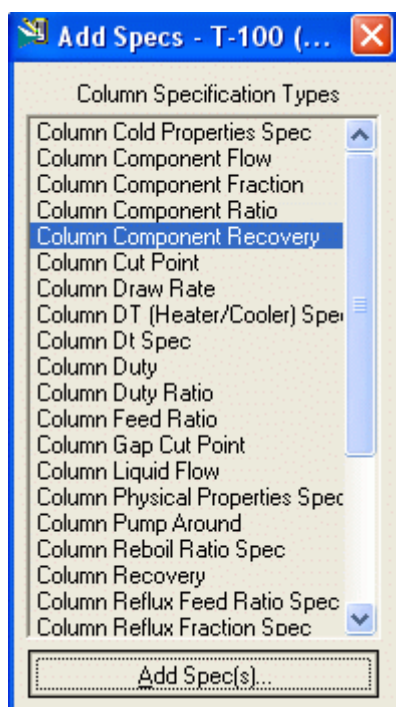 Add Specs - T-100 (...
Column Specification Types
Column Cold Properties Spec
Column Component Flow
Column Component Fraction
Column Component Ratio
Column Component Recovery
Column Cut Point
Column Draw Rate
Column DT (Heater/Cooler) Spe
Column Dt Spec
Column Duty
Column Duty Ratio
Column Feed Ratio
Column Gap Cut Point
Column Liquid Flow
Column Physical Properties Spec
Column Pump Around
Column Reboil Ratio Spec
Column Recovery
Column Reflux Feed Ratio Spec
Column Reflux Fraction Spec
Add Spec(s)...